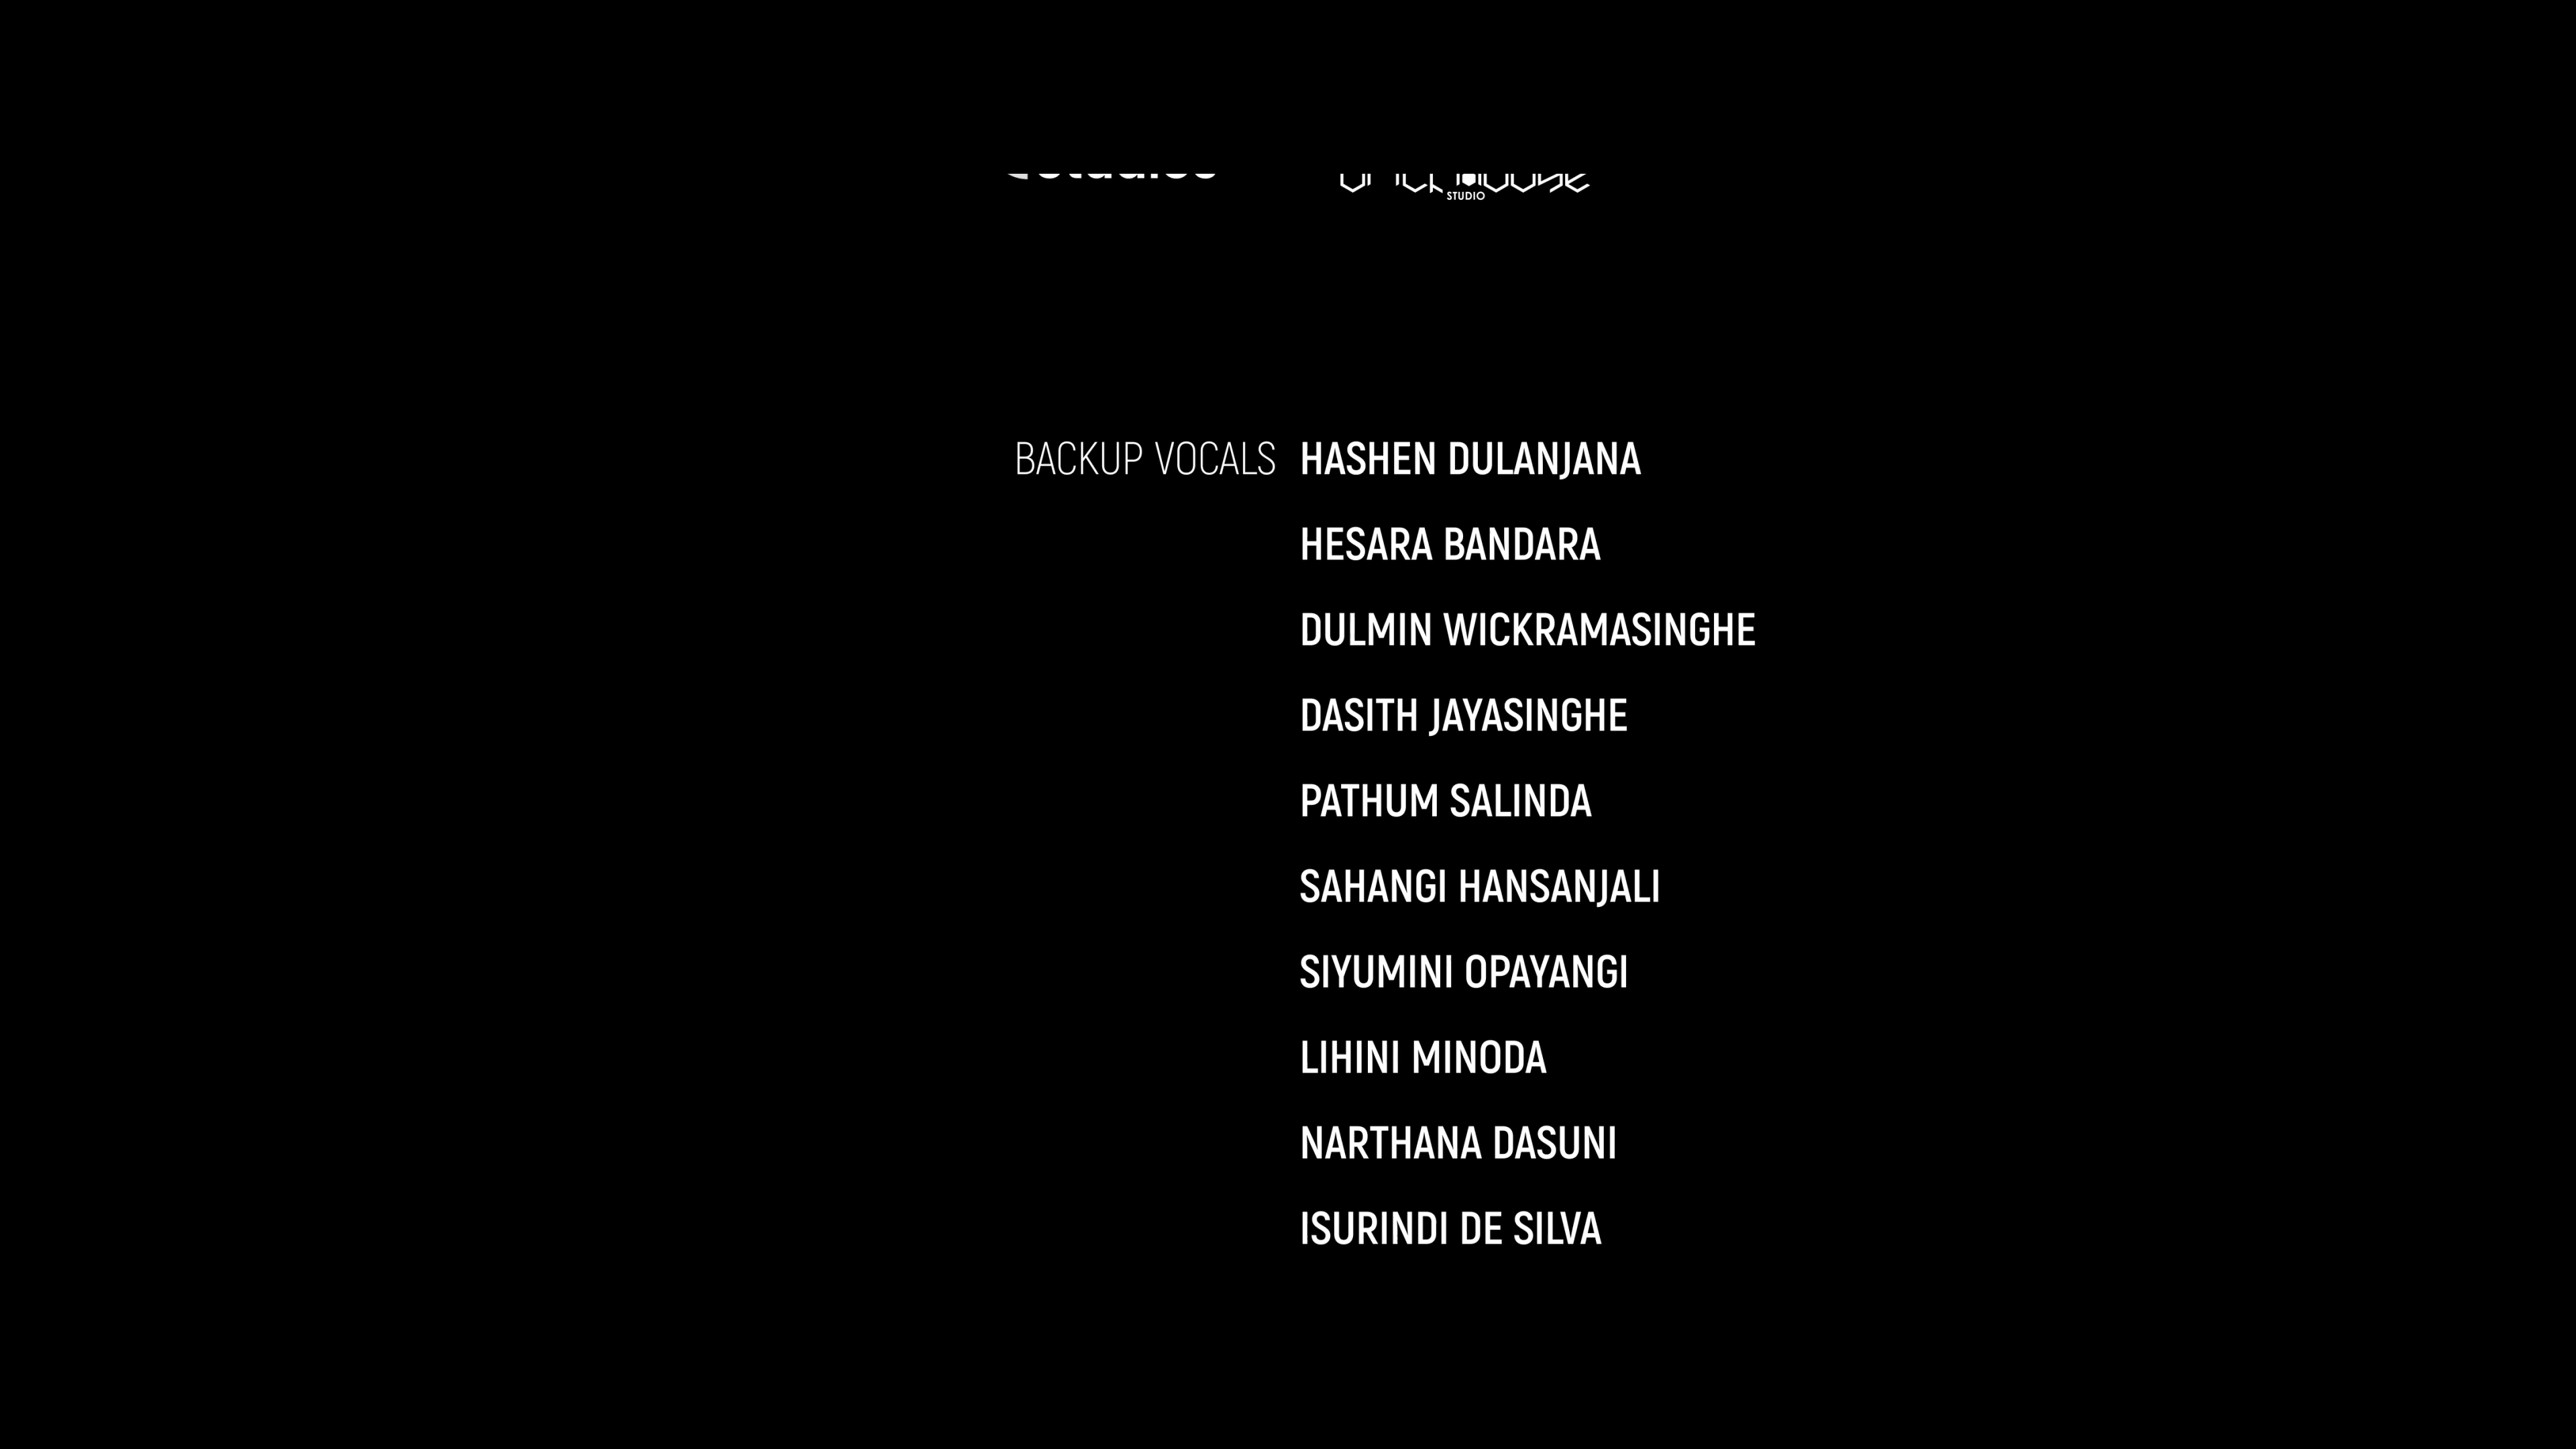 STUDIO
BACKUP VOCALS HASHEN DULANJANA
HESARA BANDARA
DULMIN WICKRAMASINGHE
DASITH JAYASINGHE
PATHUM SALINDA
SAHANGI HANSANJALI
SIYUMINI OPAYANGI
LIHINI MINODA
NARTHANA DASUNI
ISURINDI DE SILVA